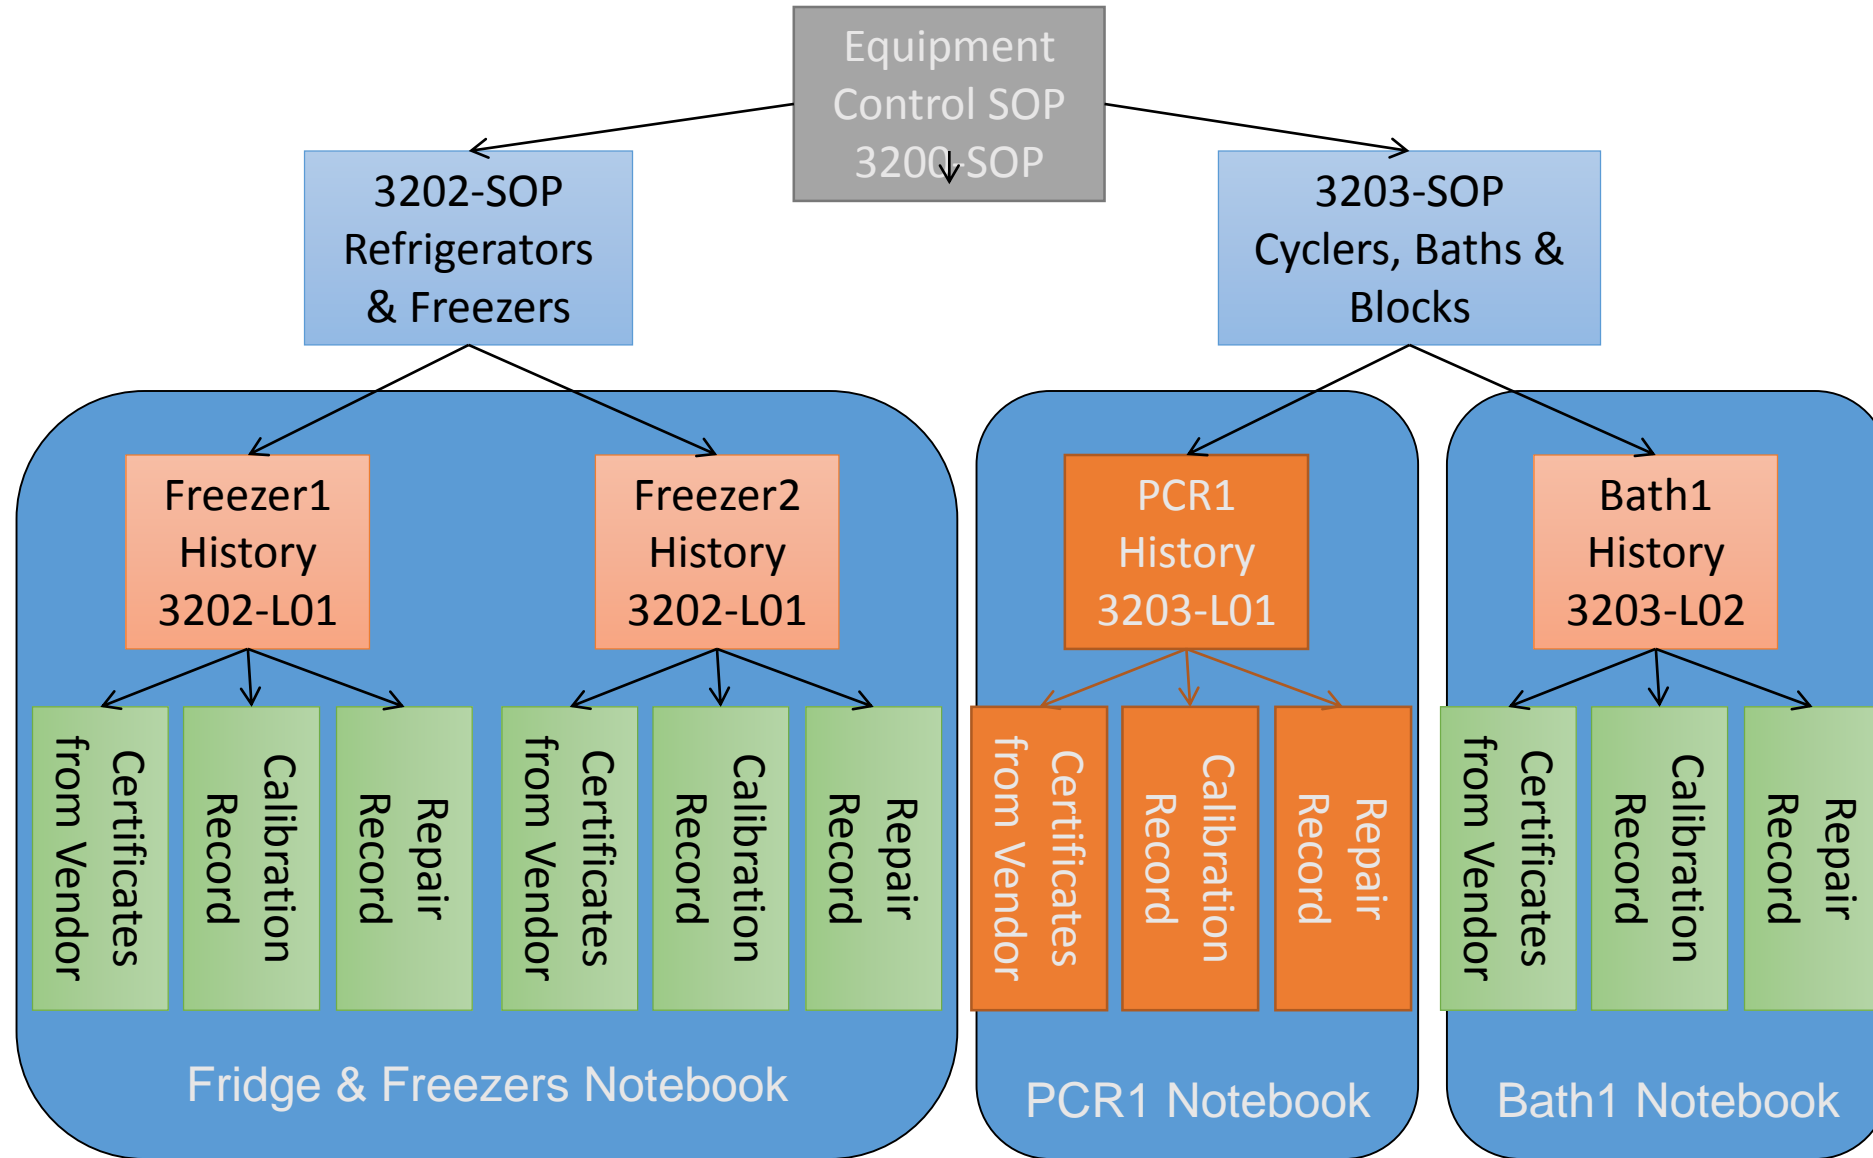 Equipment
Control SOP
3200-SOP
3202-SOP
Refrigerators
& Freezers
3203-SOP
Cyclers, Baths &
Blocks
Freezer1
History
3202-L01
Freezer2
History
3202-L01
PCR1
History
3203-L01
Bath1
History
3203-L02
Certificates
from Vendor
Calibration
Record
Repair
Record
Certificates
from Vendor
Calibration
Record
Repair
Record
Certificates
from Vendor
Calibration
Record
Repair
Record
Certificates
from Vendor
Calibration
Record
Repair
Record
Fridge & Freezers Notebook
PCR1 Notebook
Bath1 Notebook